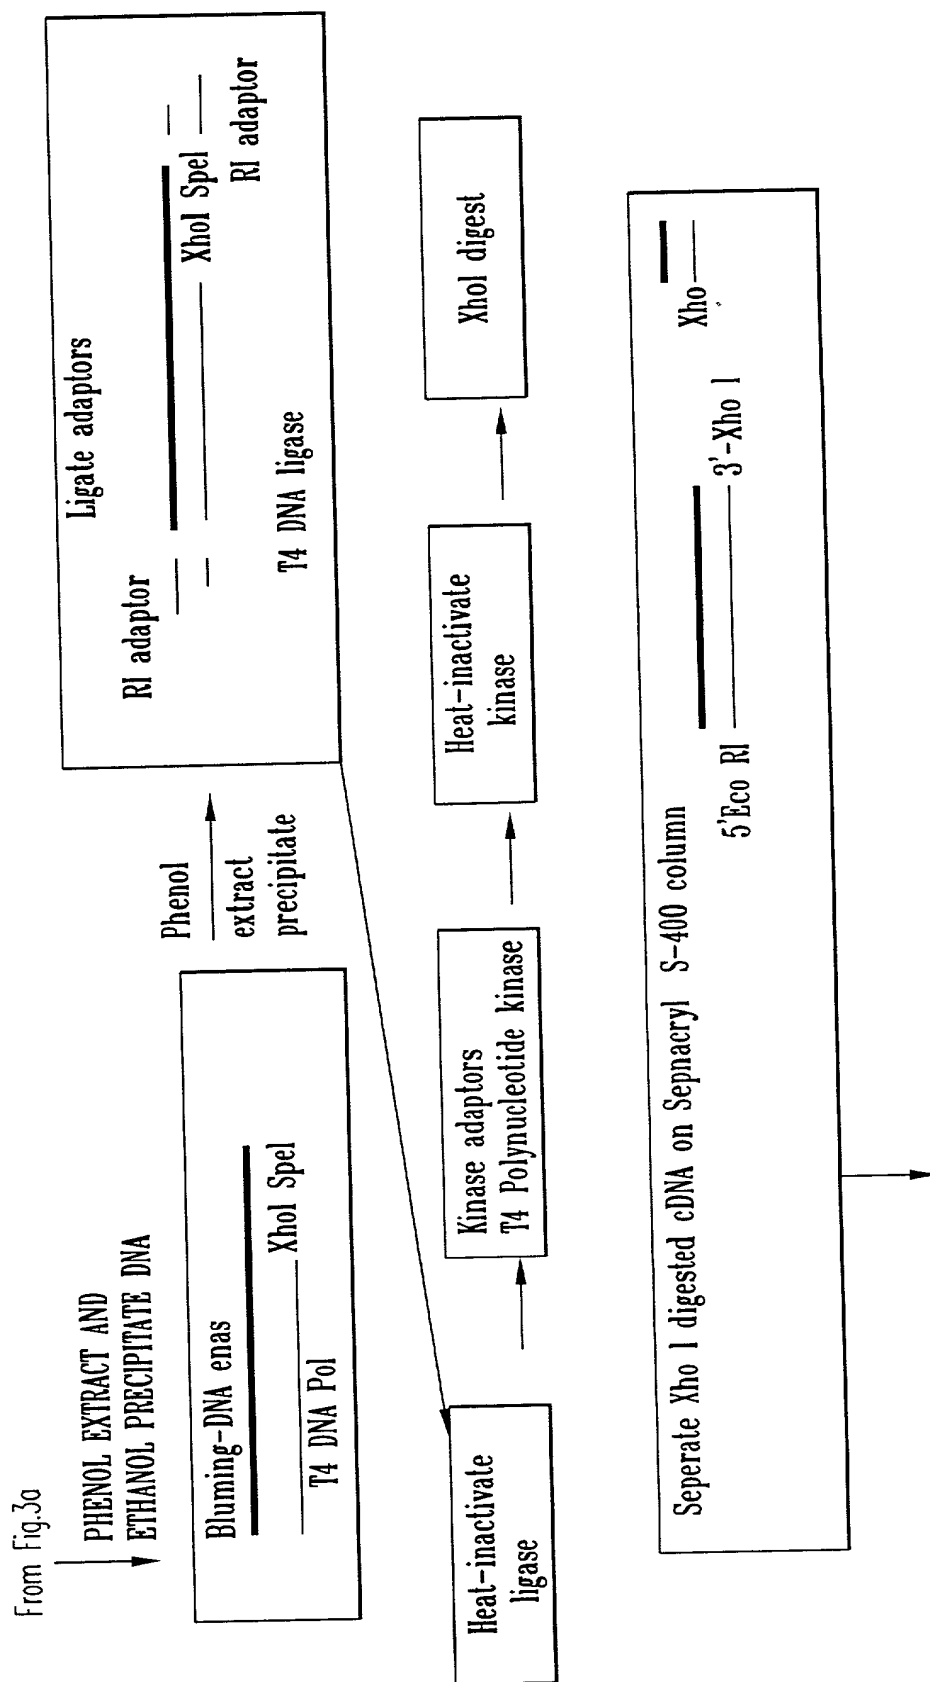 From Fig.3a
PHENOL EXTRACT AND
ETHANOL PRECIPITATE DNA
Bluming-DNA enas
XhoI SpeI
T4 DNA Pol
Phenol
extract
precipitate
Ligate adaptors
RI adaptor
XhoI SpeI
RI adaptor
T4 DNA ligase
Heat-inactivate
ligase
Kinase adaptors
T4 Polynucleotide kinase
Heat-inactivate
kinase
XhoI digest
Seperate Xho I digested cDNA on Sepnacryl S-400 column
5'Eco RI
3'-Xho I
Xho